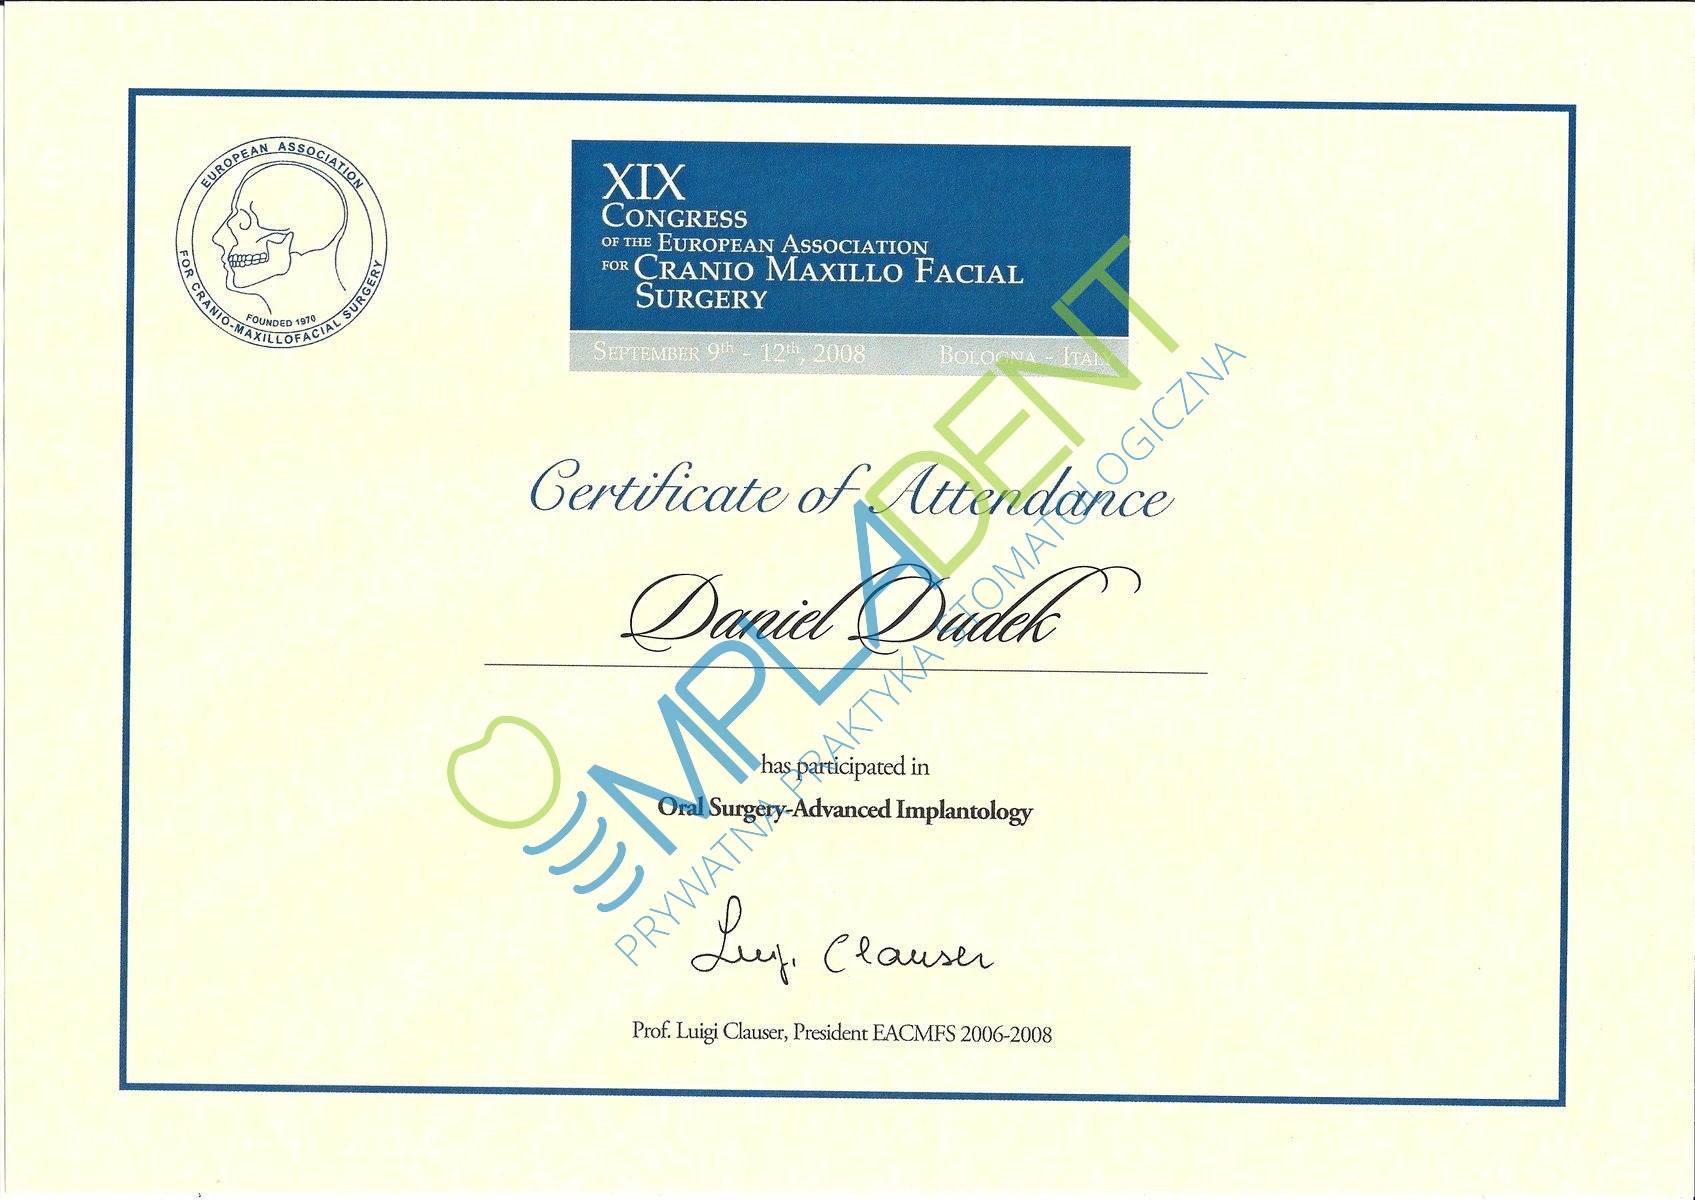 EUROPEAN ASSOCIATION
FOR CRANIO-MAXILLOFACIAL SURGERY
FOUNDED 1970
XIX
CONGRESS
OF THE EUROPEAN ASSOCIATION
FOR CRANIO MAXILLO FACIAL
SURGERY
SEPTEMBER 9th - 12th, 2008 BOLOGNA - ITALY
Certificate of Attendance
Daniel Dudek
has participated in
Oral Surgery-Advanced Implantology
Luigi Clauser
Prof. Luigi Clauser, President EACMFS 2006-2008
IMPLADENT
PRYWATNA PRAKTYKA STOMATOLOGICZNA